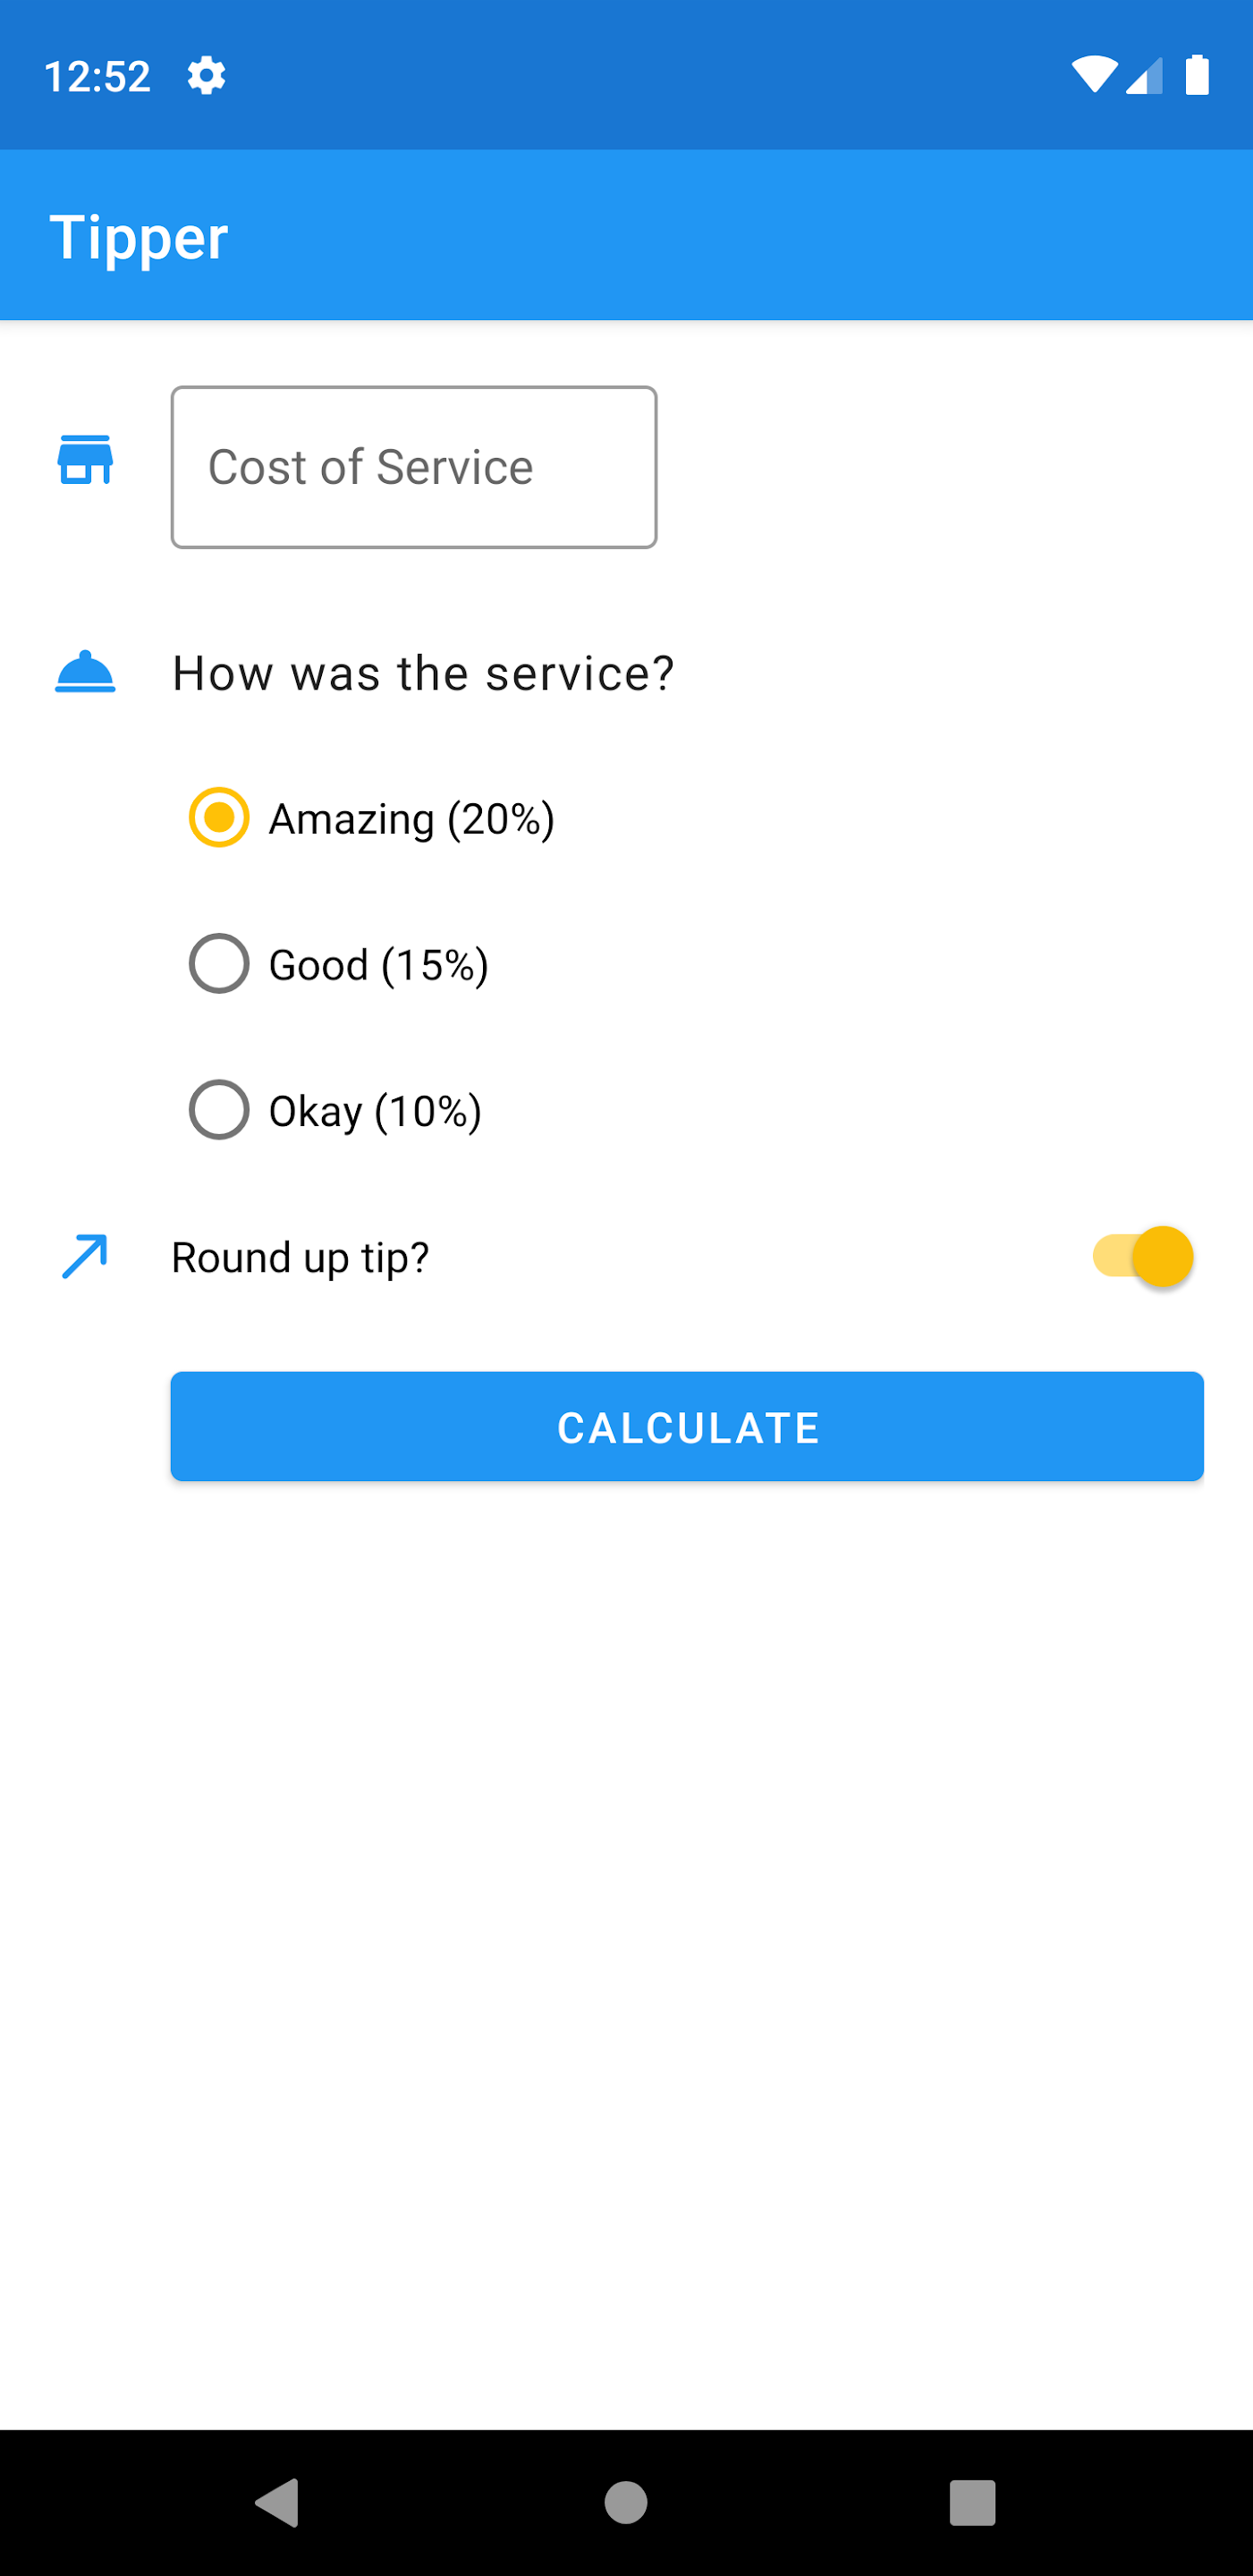 12:52
Tipper
Cost of Service
How was the service?
Amazing (20%)
Good (15%)
Okay (10%)
Round up tip?
CALCULATE